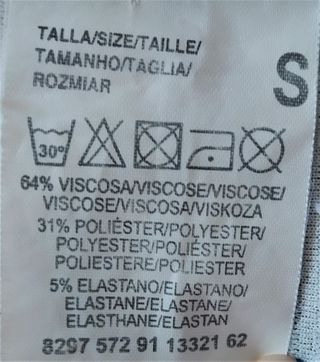 TALLA/SIZE/TAILLE/
TAMANHO/TAGLIA/
ROZMIAR
S
30°
64% VISCOSA/VISCOSE/VISCOSE/
VISCOSE/VISCOSA/VISKOZA
31% POLIÉSTER/POLYESTER/
POLYESTER/POLIÉSTER/
POLIESTERE/POLIESTER
5% ELASTANO/ELASTANO/
ELASTANE/ELASTANE/
ELASTHANE/ELASTAN
8297 572 91 13321 62